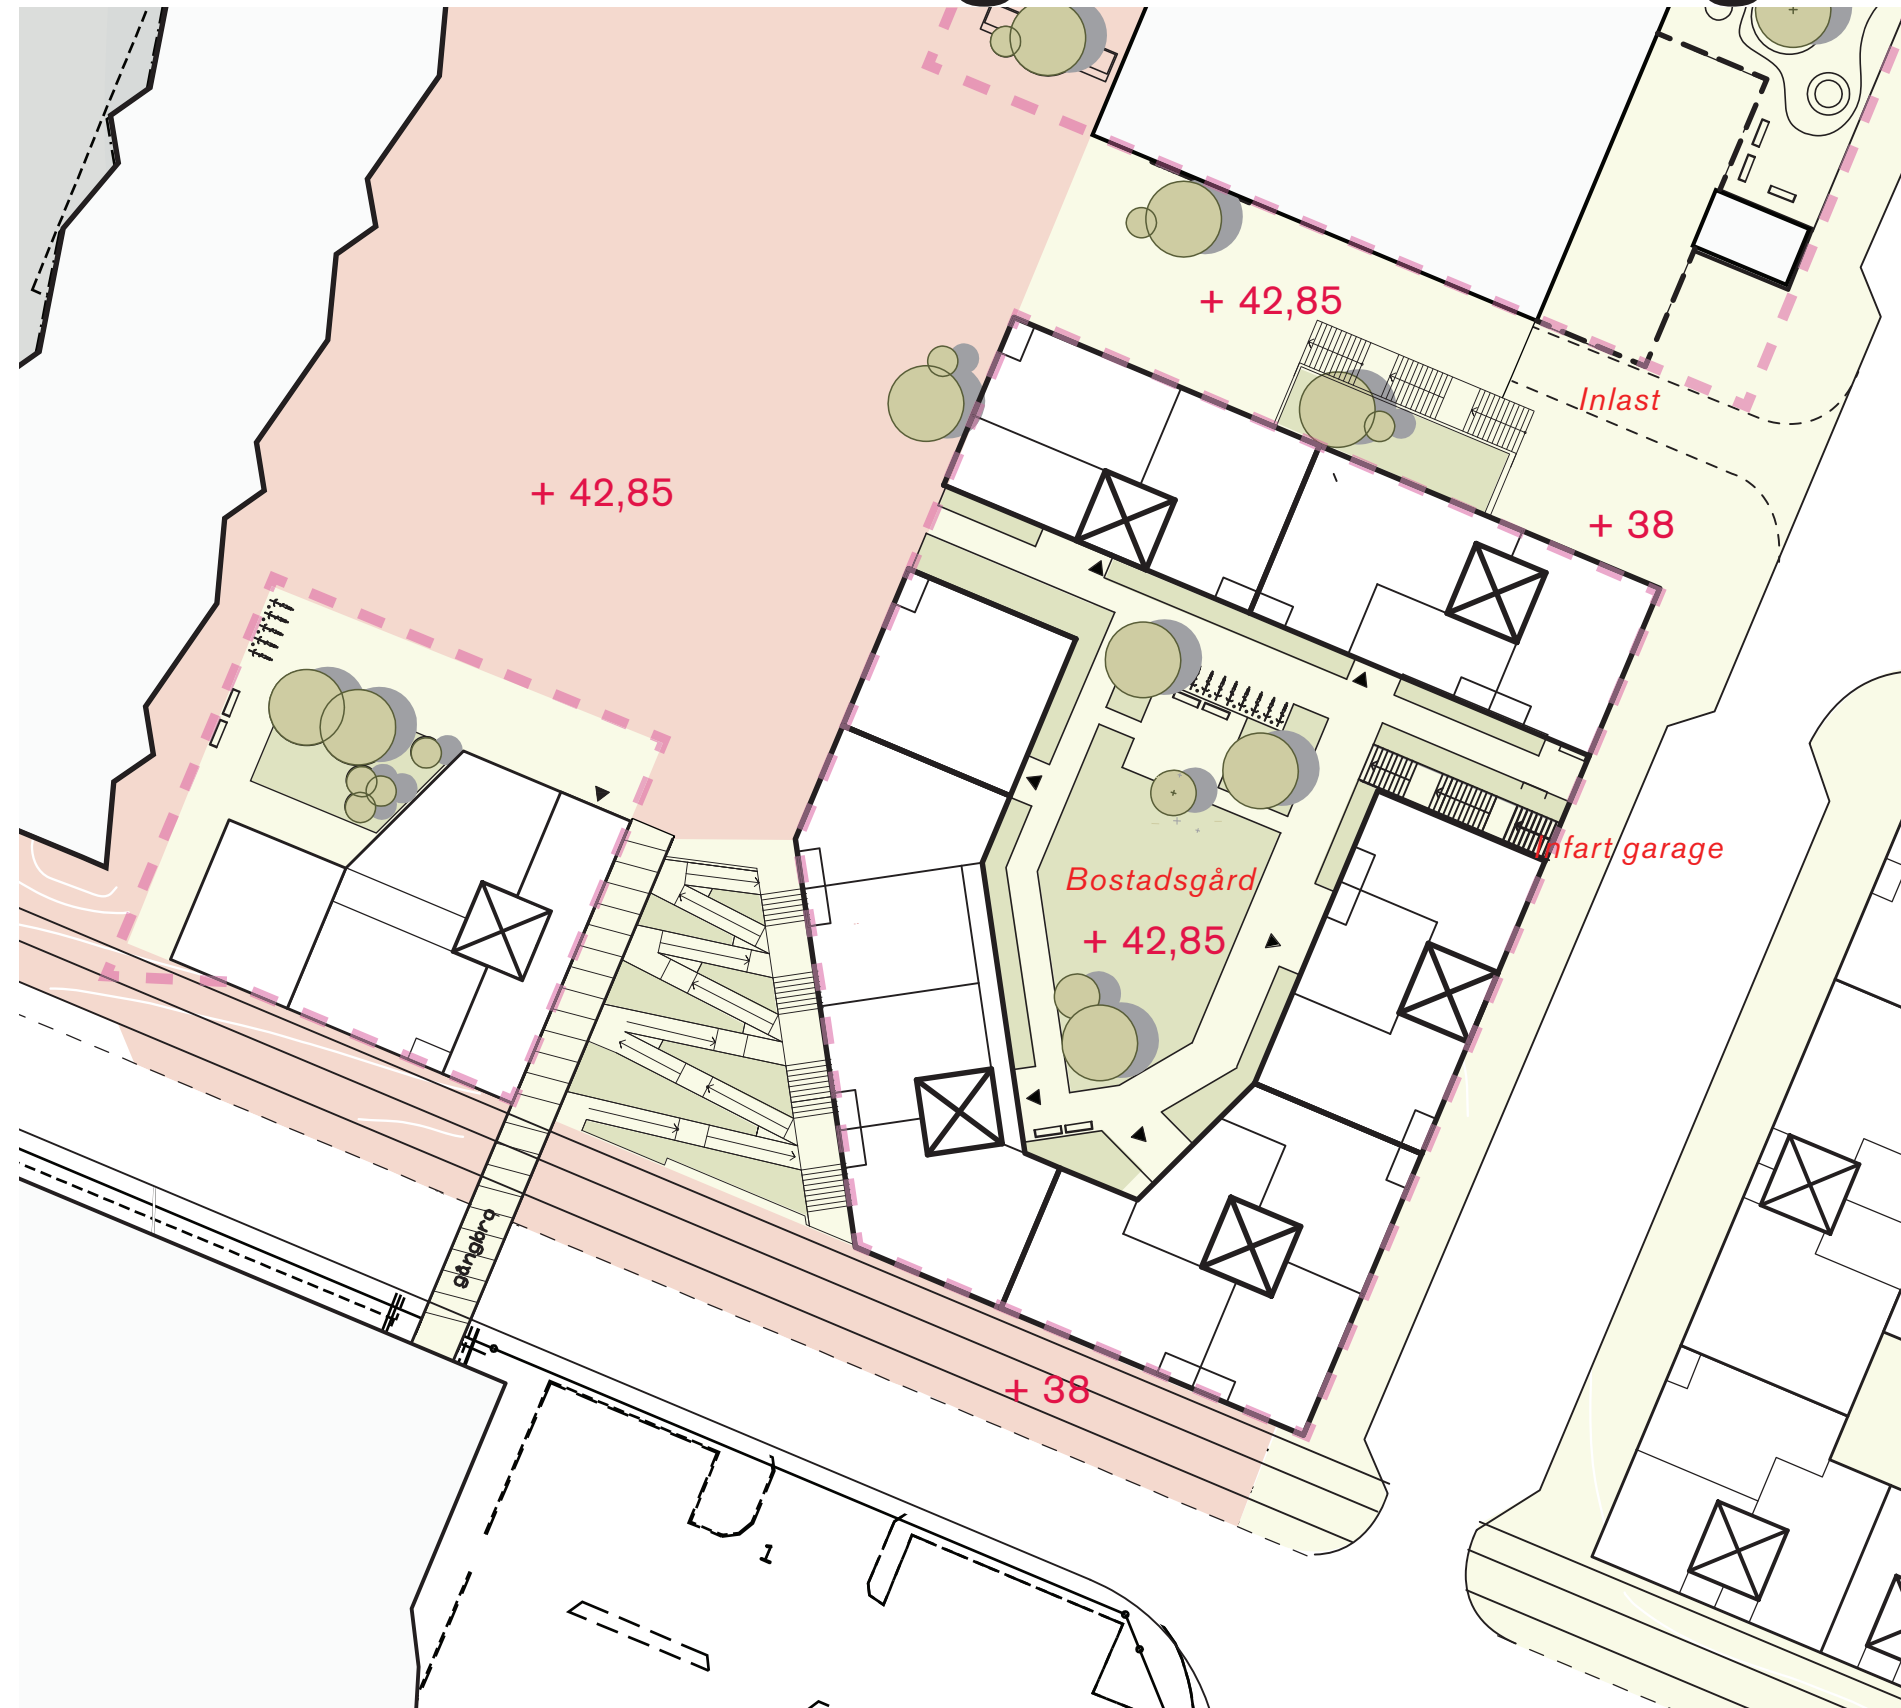 + 42,85
Inlast
+ 42,85
+ 38
Infart garage
Bostadsgård
+ 42,85
gångbro
+ 38
1